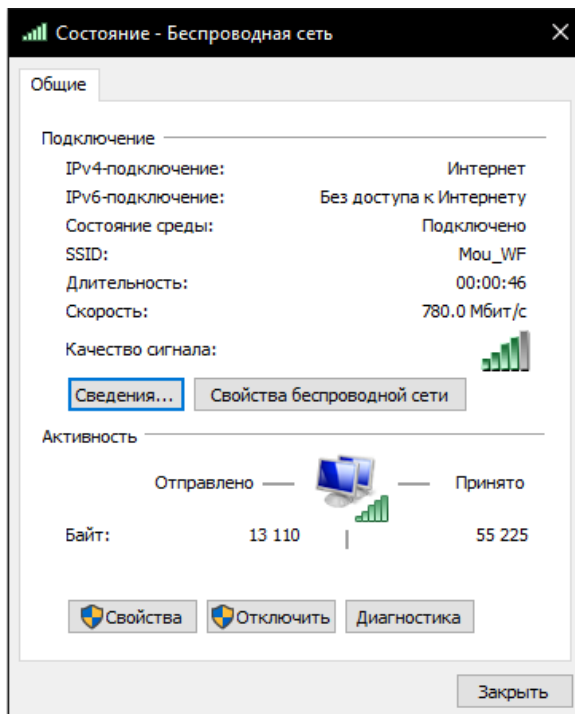 Состояние - Беспроводная сеть
Общие
Подключение
IPv4-подключение: Интернет
IPv6-подключение: Без доступа к Интернету
Состояние среды: Подключено
SSID: Mou_WF
Длительность: 00:00:46
Скорость: 780.0 Мбит/с
Качество сигнала:
Сведения... Свойства беспроводной сети
Активность
Отправлено Принято
Байт: 13 110 55 225
Свойства Отключить Диагностика
Закрыть